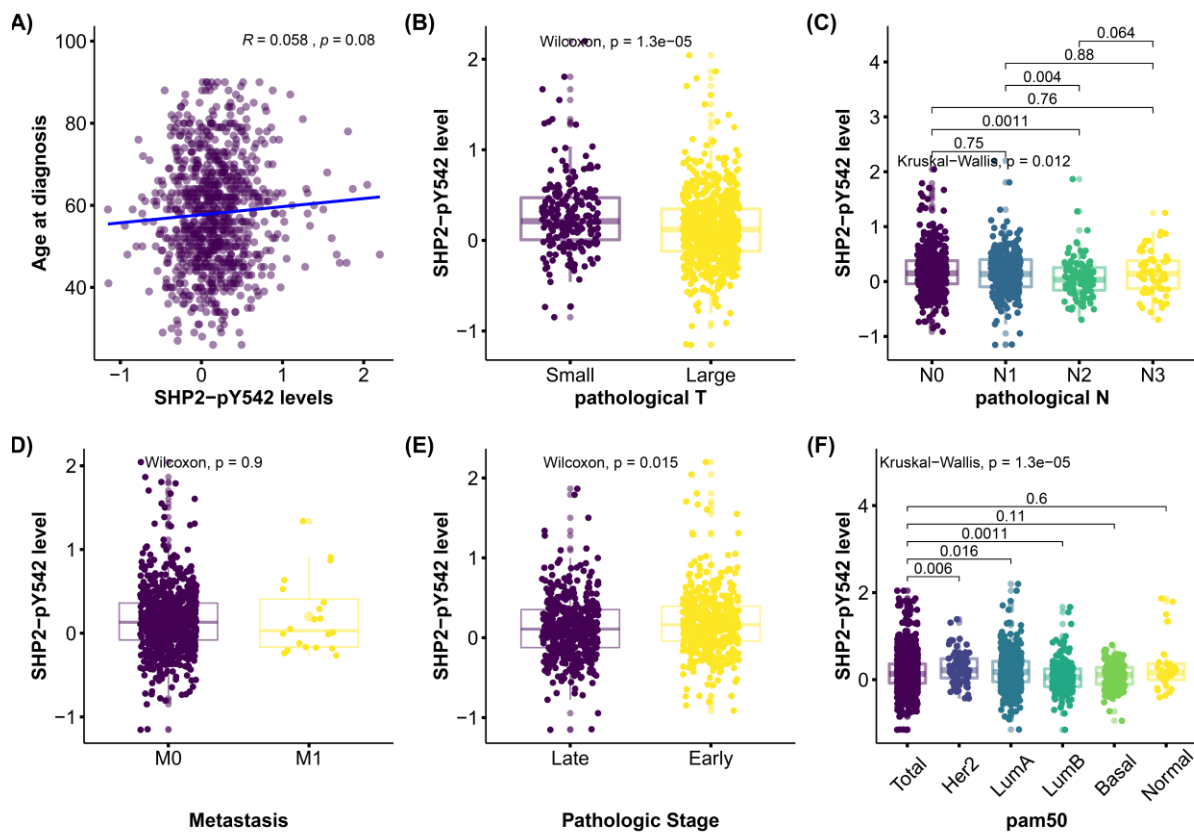 A)
R = 0.058 , p = 0.08
Age at diagnosis
100
80
60
40
−1 0 1 2
SHP2−pY542 levels
(B)
Wilcoxon, p = 1.3e−05
SHP2−pY542 level
2
1
0
−1
Small Large
pathological T
(C)
0.064
0.88
0.004
0.76
0.0011
0.75
Kruskal−Wallis, p = 0.012
SHP2−pY542 level
4
3
2
1
0
−1
N0 N1 N2 N3
pathological N
D)
Wilcoxon, p = 0.9
SHP2−pY542 level
2
1
0
−1
M0 M1
Metastasis
(E)
Wilcoxon, p = 0.015
SHP2−pY542 level
2
1
0
−1
Late Early
Pathologic Stage
(F)
Kruskal−Wallis, p = 1.3e−05
0.6
0.11
0.0011
0.016
0.006
SHP2−pY542 level
4
2
0
Total Her2 LumA LumB Basal Normal
pam50